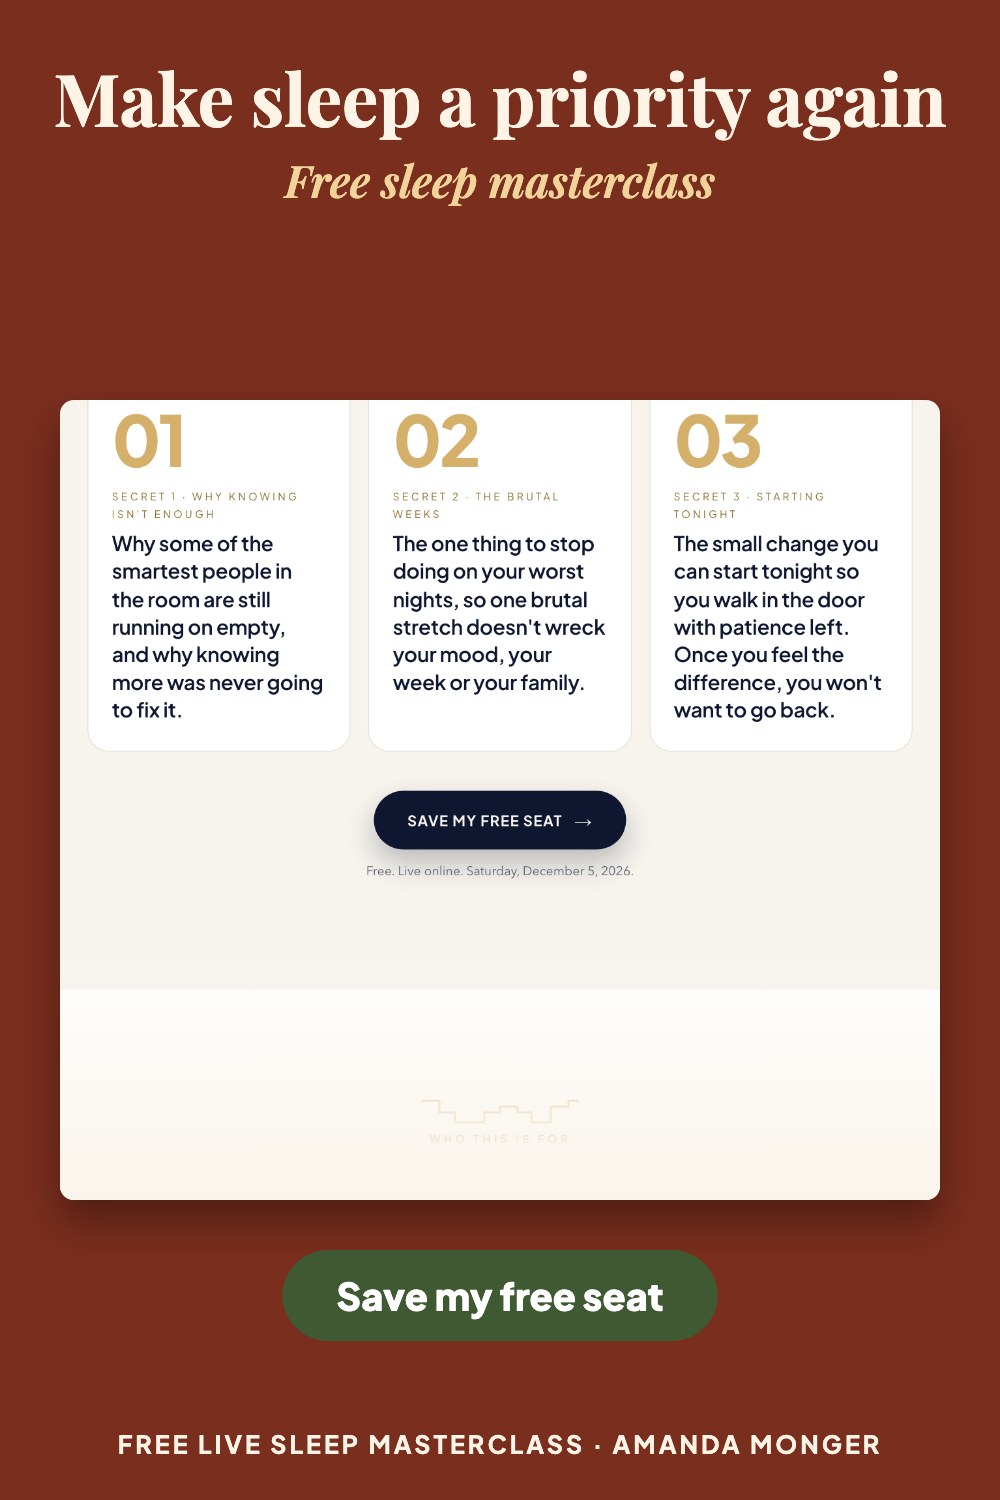 Make sleep a priority again
Free sleep masterclass
01
SECRET 1 · WHY KNOWING
ISN'T ENOUGH
Why some of the
smartest people in
the room are still
running on empty,
and why knowing
more was never going
to fix it.
02
SECRET 2 · THE BRUTAL
WEEKS
The one thing to stop
doing on your worst
nights, so one brutal
stretch doesn't wreck
your mood, your
week or your family.
03
SECRET 3 · STARTING
TONIGHT
The small change you
can start tonight so
you walk in the door
with patience left.
Once you feel the
difference, you won't
want to go back.
SAVE MY FREE SEAT →
Free. Live online. Saturday, December 5, 2026.
WHO THIS IS FOR
Save my free seat
FREE LIVE SLEEP MASTERCLASS · AMANDA MONGER